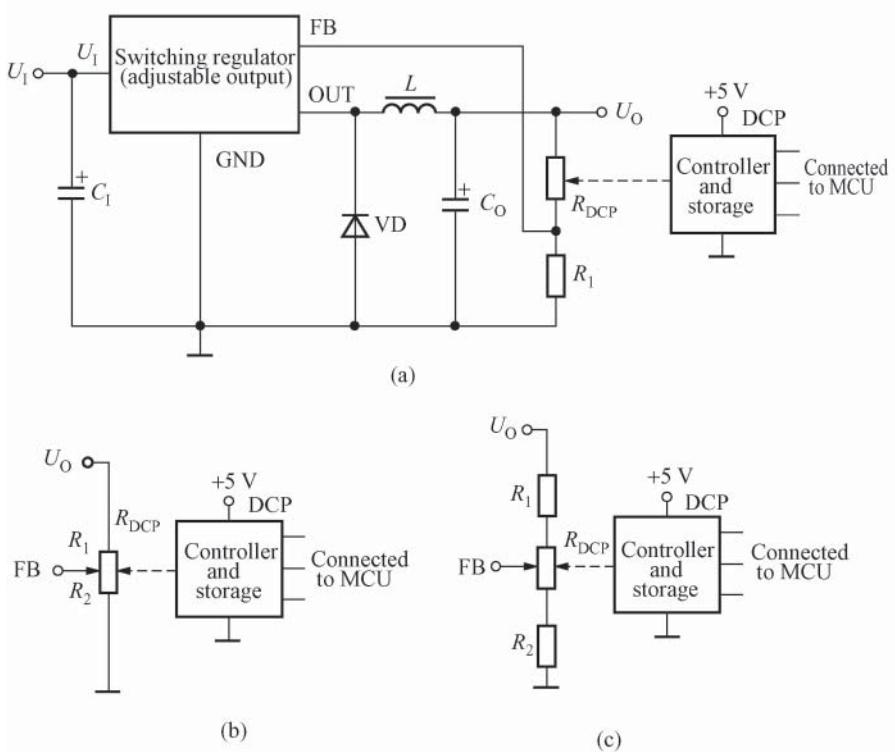 FB
U_I
U_I
Switching regulator
(adjustable output)
OUT
L
U_O
+5 V
DCP
GND
+
C_I
VD
+
C_O
R_DCP
R_1
Controller
and
storage
Connected
to MCU
(a)
U_O
+5 V
DCP
R_DCP
R_1
FB
R_2
Controller
and
storage
Connected
to MCU
(b)
U_O
R_1
+5 V
DCP
R_DCP
FB
Controller
and
storage
Connected
to MCU
R_2
(c)